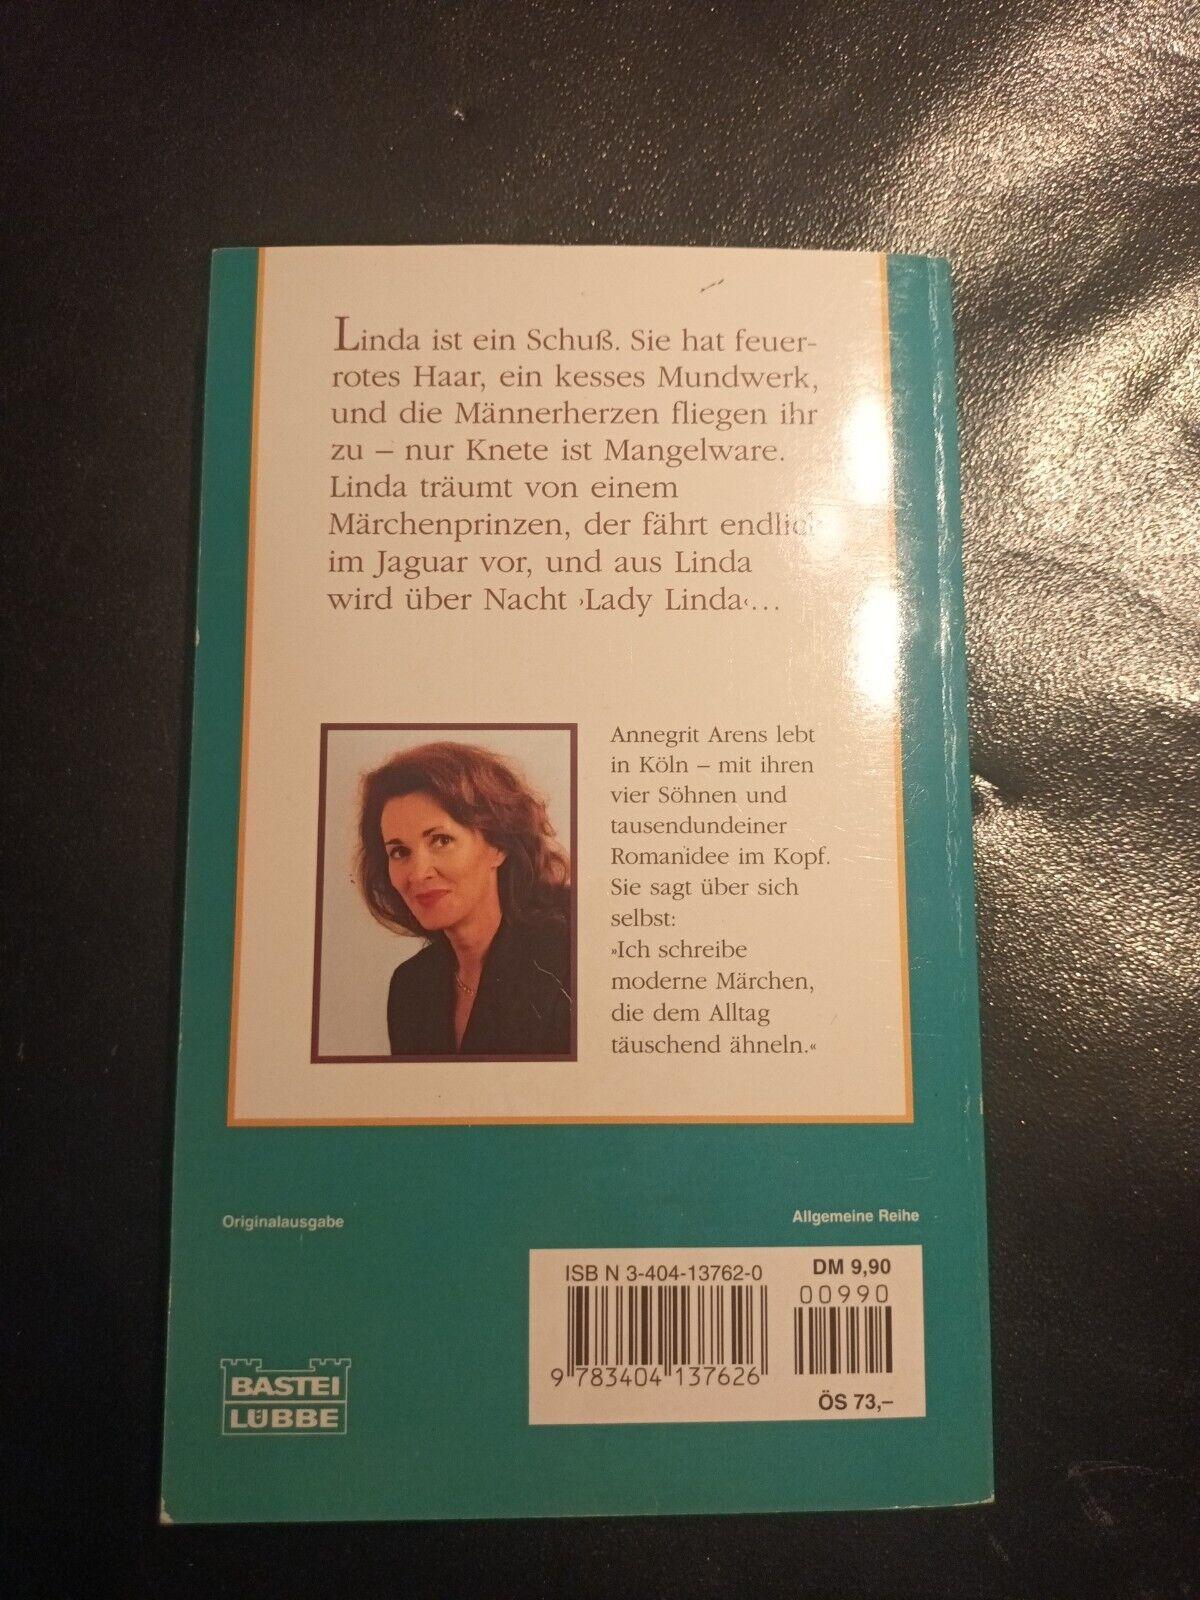 Linda ist ein Schuß. Sie hat feuer-
rotes Haar, ein kesses Mundwerk,
und die Männerherzen fliegen ihr
zu – nur Knete ist Mangelware.
Linda träumt von einem
Märchenprinzen, der fährt endlich
im Jaguar vor, und aus Linda
wird über Nacht ›Lady Linda‹...
Annegrit Arens lebt
in Köln – mit ihren
vier Söhnen und
tausendundeiner
Romanidee im Kopf.
Sie sagt über sich
selbst:
»Ich schreibe
moderne Märchen,
die dem Alltag
täuschend ähneln.«
Originalausgabe
Allgemeine Reihe
ISB N 3-404-13762-0
DM 9,90
00990
9 783404 137626
ÖS 73,–
BASTEI
LÜBBE